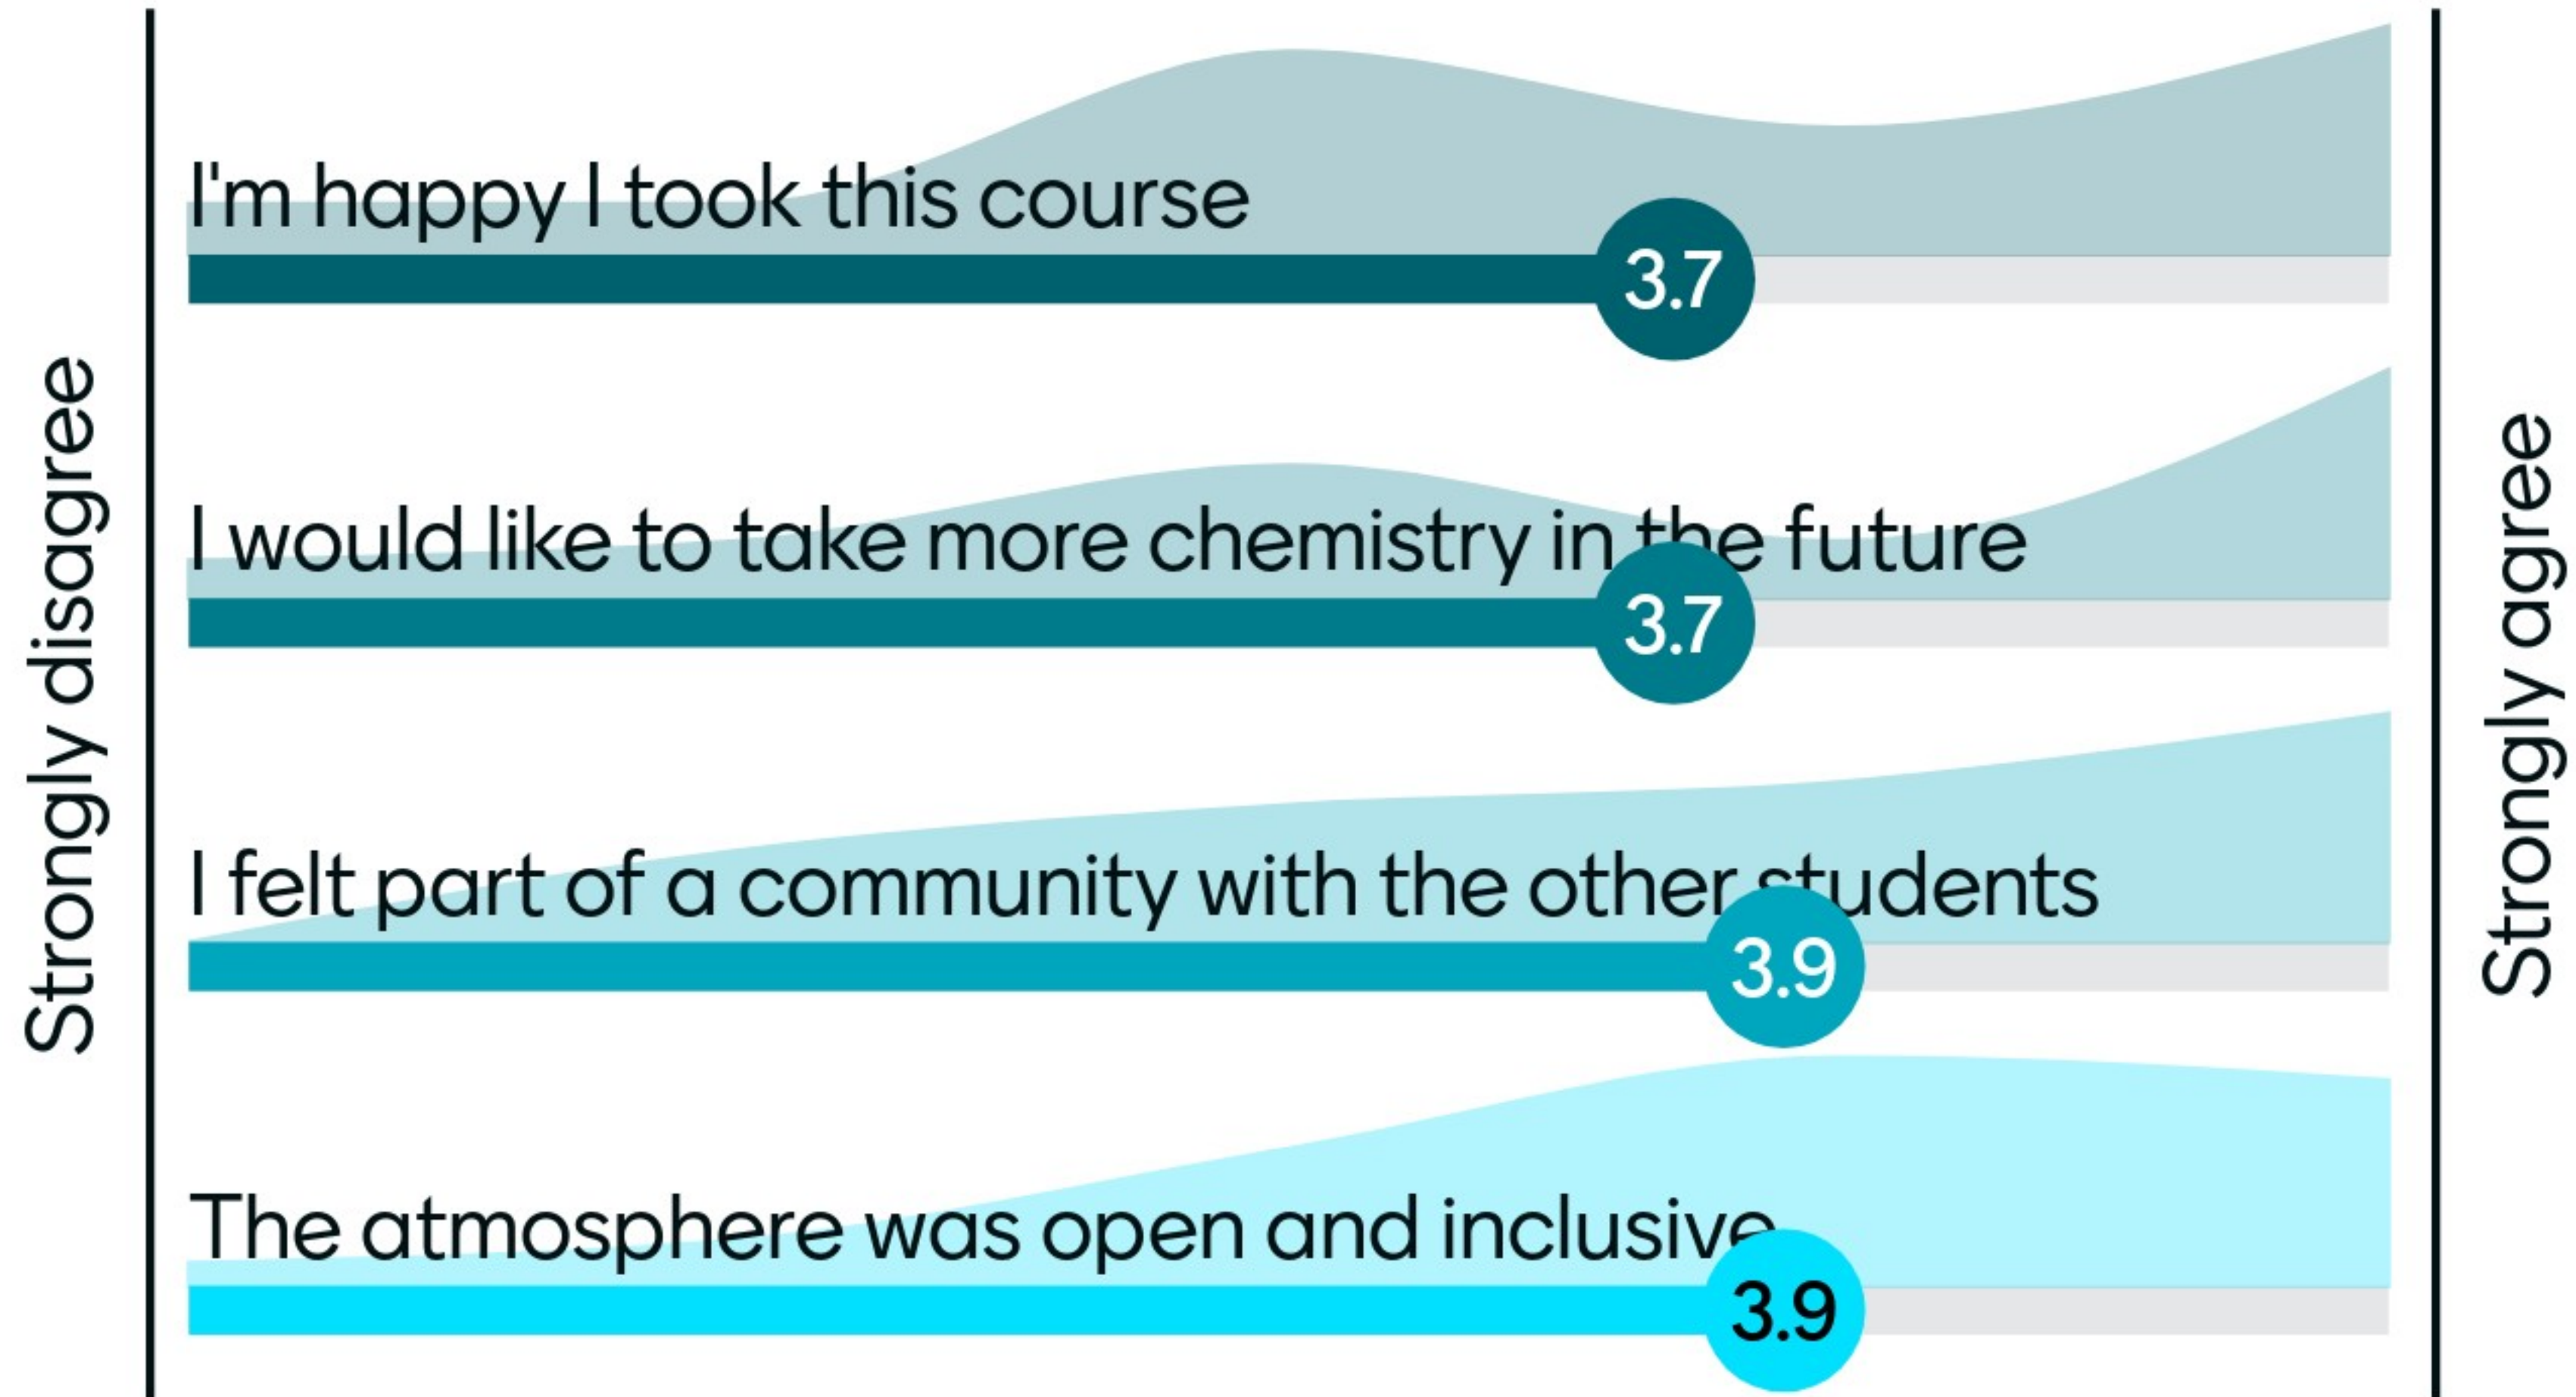 Strongly disagree
I'm happy I took this course
3.7
I would like to take more chemistry in the future
3.7
I felt part of a community with the other students
3.9
The atmosphere was open and inclusive
3.9
Strongly agree